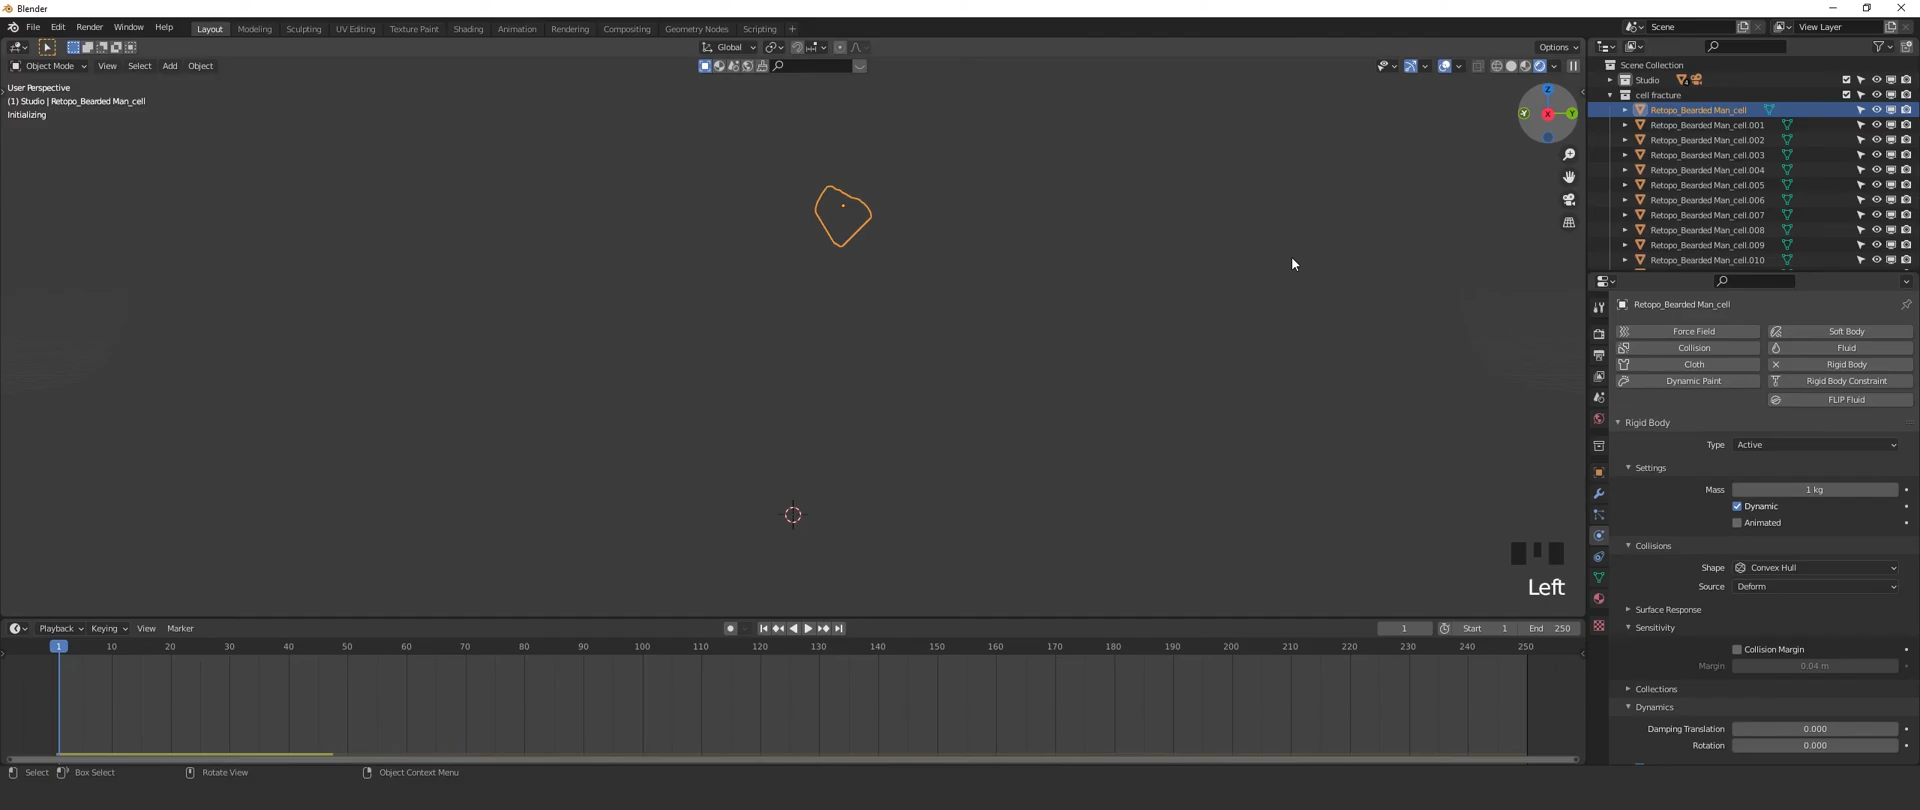 Blender
File Edit Render Window Help
Layout Modeling Sculpting UV Editing Texture Paint Shading Animation Rendering Compositing Geometry Nodes Scripting +
Scene
View Layer
Global
Options
Object Mode View Select Add Object
User Perspective
(1) Studio | Retopo_Bearded Man_cell
Initializing
Z
X
Y
Y
Left
Scene Collection
Studio
4
cell fracture
Retopo_Bearded Man_cell
Retopo_Bearded Man_cell.001
Retopo_Bearded Man_cell.002
Retopo_Bearded Man_cell.003
Retopo_Bearded Man_cell.004
Retopo_Bearded Man_cell.005
Retopo_Bearded Man_cell.006
Retopo_Bearded Man_cell.007
Retopo_Bearded Man_cell.008
Retopo_Bearded Man_cell.009
Retopo_Bearded Man_cell.010
Retopo_Bearded Man_cell
Force Field Soft Body
Collision Fluid
Cloth Rigid Body
Dynamic Paint Rigid Body Constraint
FLIP Fluid
Rigid Body
Type Active
Settings
Mass 1 kg
Dynamic
Animated
Collisions
Shape Convex Hull
Source Deform
Surface Response
Sensitivity
Collision Margin
Margin 0.04 m
Collections
Dynamics
Damping Translation 0.000
Rotation 0.000
Playback Keying View Marker
1 Start 1 End 250
1 10 20 30 40 50 60 70 80 90 100 110 120 130 140 150 160 170 180 190 200 210 220 230 240 250
Select Box Select Rotate View Object Context Menu